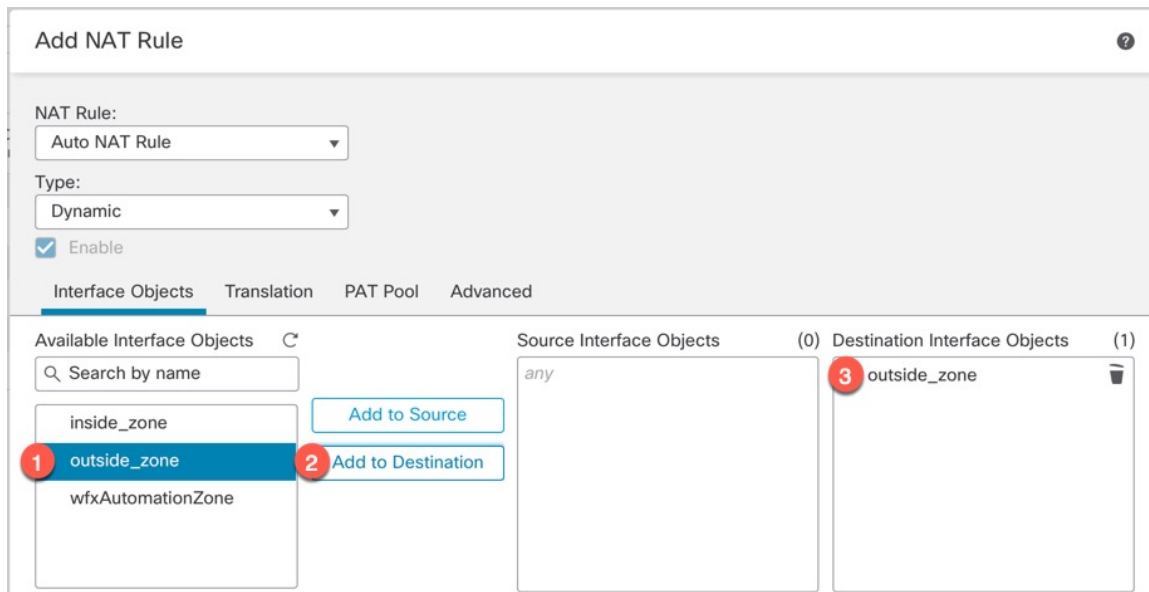 Add NAT Rule
?
NAT Rule:
Auto NAT Rule
Type:
Dynamic
Enable
Interface Objects Translation PAT Pool Advanced
Available Interface Objects
Search by name
inside_zone
1 outside_zone
wfxAutomationZone
Add to Source
2 Add to Destination
Source Interface Objects (0)
any
Destination Interface Objects (1)
3 outside_zone